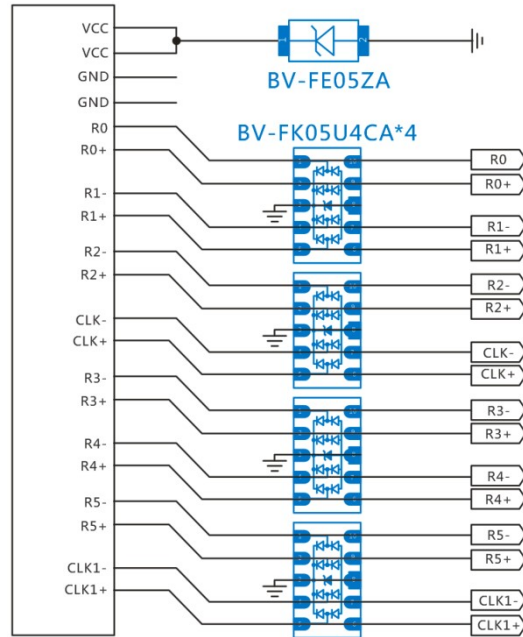 VCC
VCC
GND
GND
BV-FE05ZA
BV-FK05U4CA*4
R0
R0+
R1-
R1+
R2-
R2+
CLK-
CLK+
R3-
R3+
R4-
R4+
R5-
R5+
CLK1-
CLK1+
R0
R0+
R1-
R1+
R2-
R2+
CLK-
CLK+
R3-
R3+
R4-
R4+
R5-
R5+
CLK1-
CLK1+